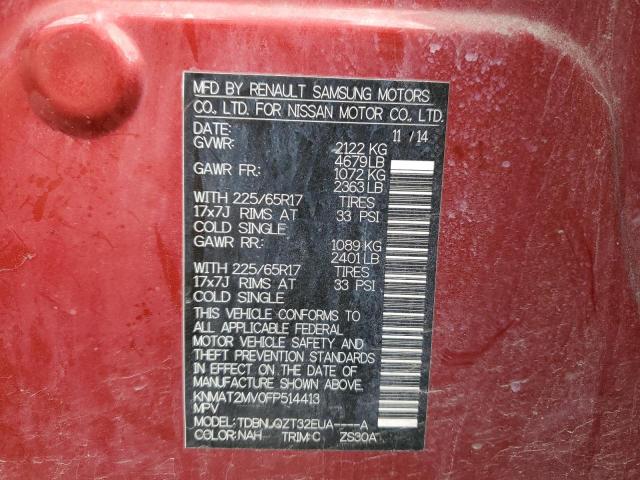 MFD BY RENAULT SAMSUNG MOTORS
CO., LTD. FOR NISSAN MOTOR CO., LTD.
DATE: 11 / 14
GVWR: 2122 KG
4679 LB
GAWR FR: 1072 KG
2363 LB
WITH 225/65R17 TIRES
17x7J RIMS AT 33 PSI
COLD SINGLE
GAWR RR: 1089 KG
2401 LB
WITH 225/65R17 TIRES
17x7J RIMS AT 33 PSI
COLD SINGLE
THIS VEHICLE CONFORMS TO
ALL APPLICABLE FEDERAL
MOTOR VEHICLE SAFETY AND
THEFT PREVENTION STANDARDS
IN EFFECT ON THE DATE OF
MANUFACTURE SHOWN ABOVE.
KNMAT2MV0FP514413
MPV
MODEL: TDBNLQZT32EUA----A
COLOR: NAH TRIM: C ZS30A